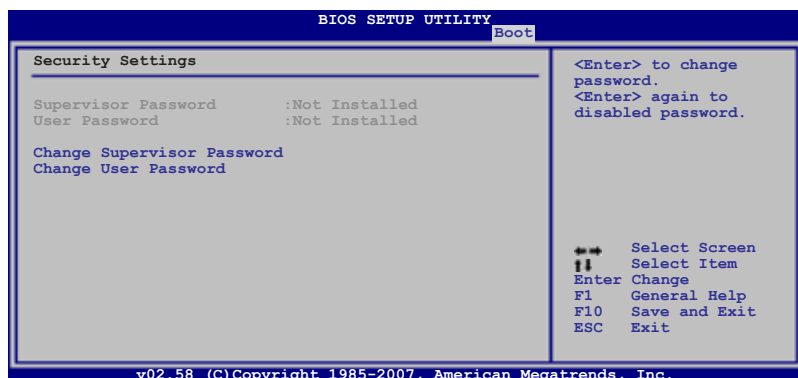 BIOS SETUP UTILITY
Boot
Security Settings
Supervisor Password :Not Installed
User Password :Not Installed
Change Supervisor Password
Change User Password
<Enter> to change
password.
<Enter> again to
disabled password.
Select Screen
Select Item
Enter Change
F1 General Help
F10 Save and Exit
ESC Exit
v02.58 (C)Copyright 1985-2007, American Megatrends, Inc.